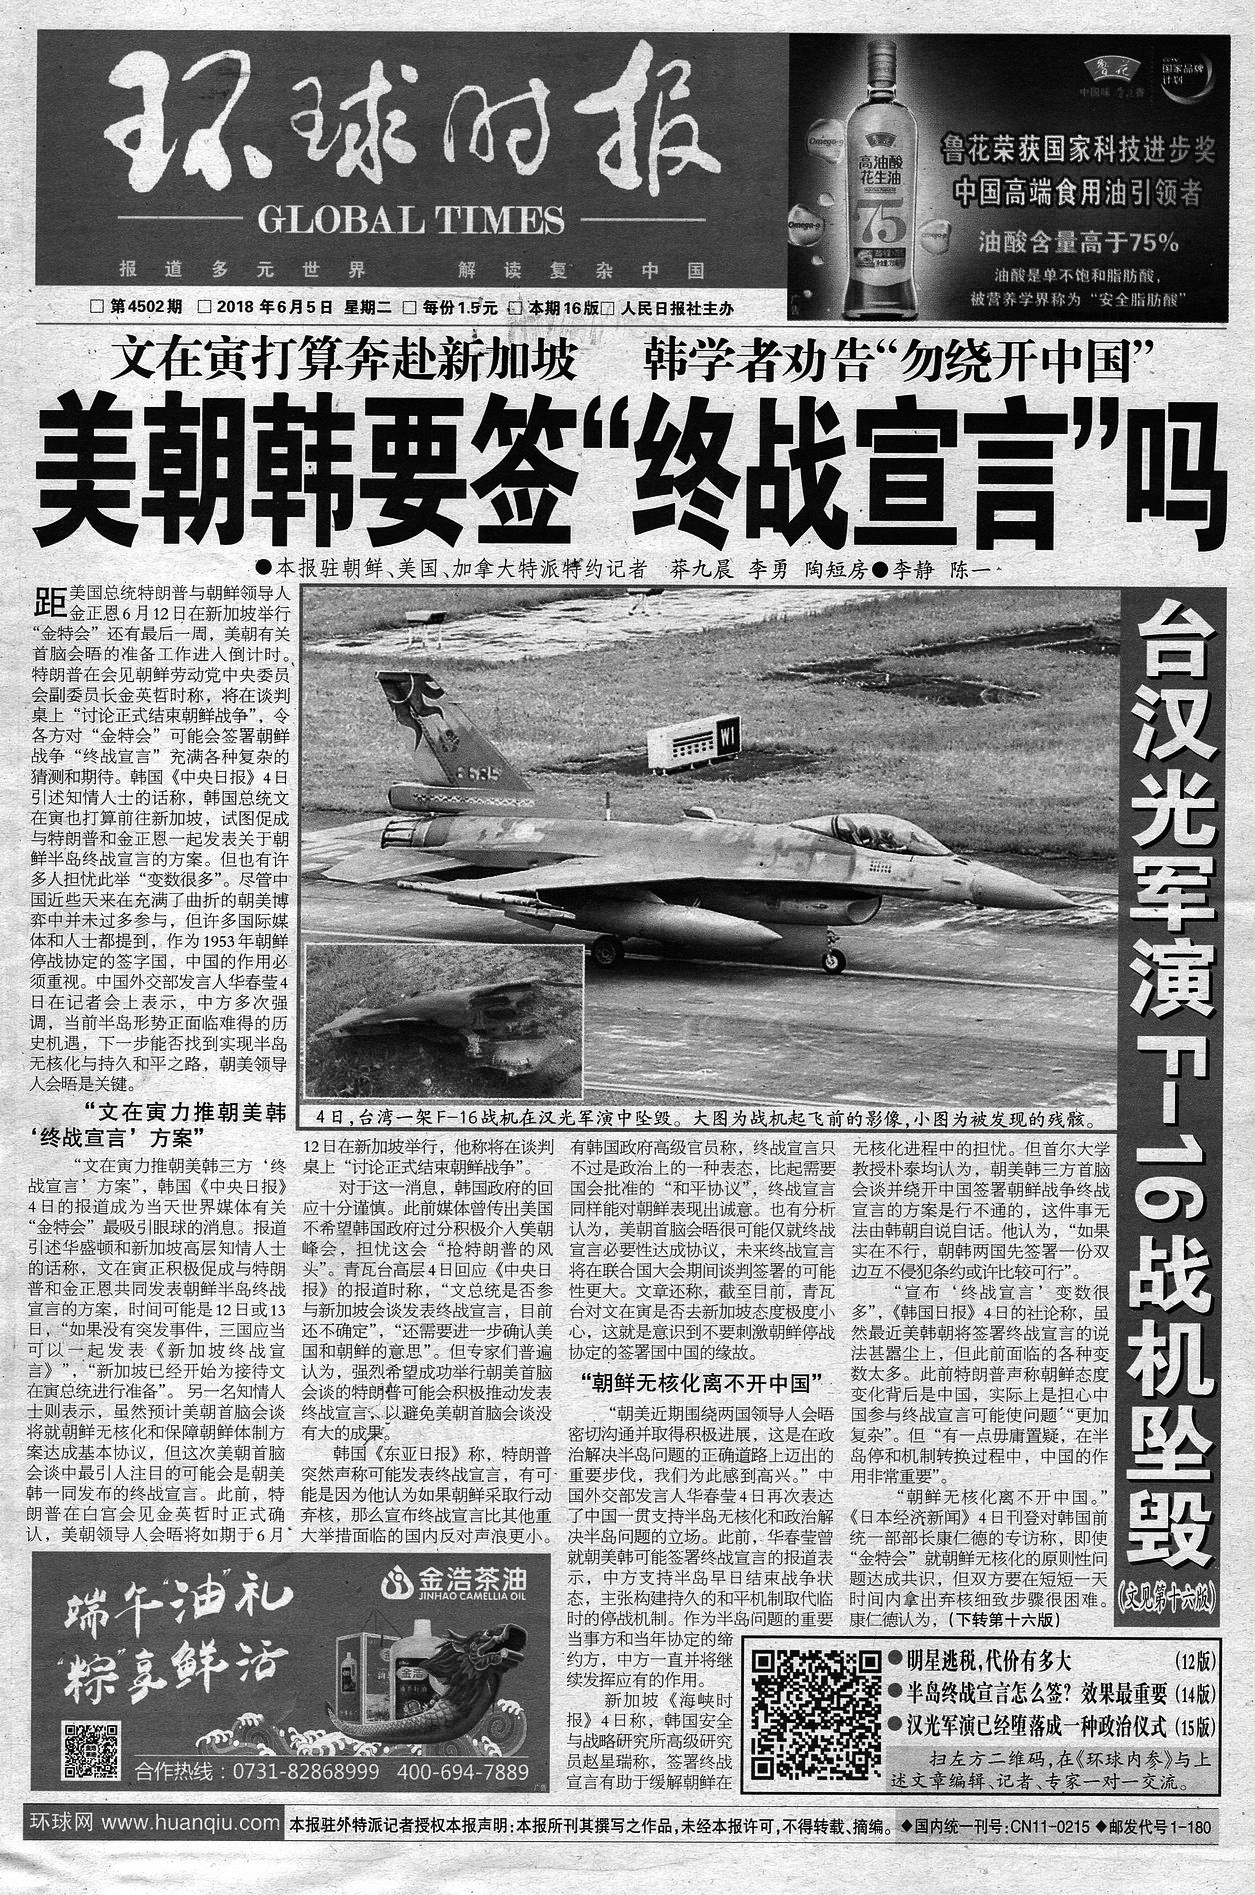 环球时报
GLOBAL TIMES
报道多元世界 解读复杂中国
□第4502期 □2018年6月5日 星期二 □每份1.5元 □本期16版 □人民日报社主办
鲁花
中国味 鲁花香
国家品牌
计划
Omega-9
高油酸
花生油
75
Omega-9
Omega-9
鲁花荣获国家科技进步奖
中国高端食用油引领者
油酸含量高于75%
油酸是单不饱和脂肪酸，
被营养学界称为“安全脂肪酸”
广告
文在寅打算奔赴新加坡 韩学者劝告“勿绕开中国”
美朝韩要签“终战宣言”吗
●本报驻朝鲜、美国、加拿大特派特约记者 莽九晨 李勇 陶短房●李静 陈一
距美国总统特朗普与朝鲜领导人
金正恩6月12日在新加坡举行
“金特会”还有最后一周，美朝有关
首脑会晤的准备工作进入倒计时。
特朗普在会见朝鲜劳动党中央委员
会副委员长金英哲时称，将在谈判
桌上“讨论正式结束朝鲜战争”，令
各方对“金特会”可能会签署朝鲜
战争“终战宣言”充满各种复杂的
猜测和期待。韩国《中央日报》4日
引述知情人士的话称，韩国总统文
在寅也打算前往新加坡，试图促成
与特朗普和金正恩一起发表关于朝
鲜半岛终战宣言的方案。但也有许
多人担忧此举“变数很多”。尽管中
国近些天来在充满了曲折的朝美博
弈中并未过多参与，但许多国际媒
体和人士都提到，作为1953年朝鲜
停战协定的签字国，中国的作用必
须重视。中国外交部发言人华春莹4
日在记者会上表示，中方多次强
调，当前半岛形势正面临难得的历
史机遇，下一步能否找到实现半岛
无核化与持久和平之路，朝美领导
人会晤是关键。
“文在寅力推朝美韩
‘终战宣言’方案”
“文在寅力推朝美韩三方‘终
战宣言’方案”，韩国《中央日报》
4日的报道成为当天世界媒体有关
“金特会”最吸引眼球的消息。报道
引述华盛顿和新加坡高层知情人士
的话称，文在寅正积极促成与特朗
普和金正恩共同发表朝鲜半岛终战
宣言的方案，时间可能是12日或13
日，“如果没有突发事件，三国应当
可以一起发表《新加坡终战宣
言》”，“新加坡已经开始为接待文
在寅总统进行准备”。另一名知情人
士则表示，虽然预计美朝首脑会谈
将就朝鲜无核化和保障朝鲜体制方
案达成基本协议，但这次美朝首脑
会谈中最引人注目的可能会是朝美
韩一同发布的终战宣言。此前，特
朗普在白宫会见金英哲时正式确
认，美朝领导人会晤将如期于6月
W1
6685
4日，台湾一架F-16战机在汉光军演中坠毁。大图为战机起飞前的影像，小图为被发现的残骸。
12日在新加坡举行，他称将在谈判
桌上“讨论正式结束朝鲜战争”。
对于这一消息，韩国政府的回
应十分谨慎。此前媒体曾传出美国
不希望韩国政府过分积极介入美朝
峰会，担忧这会“抢特朗普的风
头”。青瓦台高层4日回应《中央日
报》的报道时称，“文总统是否参
与新加坡会谈发表终战宣言，目前
还不确定”，“还需要进一步确认美
国和朝鲜的意思”。但专家们普遍
认为，强烈希望成功举行朝美首脑
会谈的特朗普可能会积极推动发表
终战宣言，以避免美朝首脑会谈没
有大的成果。
韩国《东亚日报》称，特朗普
突然声称可能发表终战宣言，有可
能是因为他认为如果朝鲜采取行动
弃核，那么宣布终战宣言比其他重
大举措面临的国内反对声浪更小。
有韩国政府高级官员称，终战宣言只
不过是政治上的一种表态，比起需要
国会批准的“和平协议”，终战宣言
同样能对朝鲜表现出诚意。也有分析
认为，美朝首脑会晤很可能仅就终战
宣言必要性达成协议，未来终战宣言
将在联合国大会期间谈判签署的可能
性更大。文章还称，截至目前，青瓦
台对文在寅是否去新加坡态度极度小
心，这就是意识到不要刺激朝鲜停战
协定的签署国中国的缘故。
“朝鲜无核化离不开中国”
“朝美近期围绕两国领导人会晤
密切沟通并取得积极进展，这是在政
治解决半岛问题的正确道路上迈出的
重要步伐，我们为此感到高兴。”中
国外交部发言人华春莹4日再次表达
了中国一贯支持半岛无核化和政治解
决半岛问题的立场。此前，华春莹曾
就朝美韩可能签署终战宣言的报道表
示，中方支持半岛早日结束战争状
态，主张构建持久的和平机制取代临
时的停战机制。作为半岛问题的重要
当事方和当年协定的缔
约方，中方一直并将继
续发挥应有的作用。
新加坡《海峡时
报》4日称，韩国安全
与战略研究所高级研究
员赵星瑞称，签署终战
宣言有助于缓解朝鲜在
无核化进程中的担忧。但首尔大学
教授朴泰均认为，朝美韩三方首脑
会谈并绕开中国签署朝鲜战争终战
宣言的方案是行不通的，这件事无
法由韩朝自说自话。他认为，“如果
实在不行，朝韩两国先签署一份双
边互不侵犯条约或许比较可行”。
“宣布‘终战宣言’变数很
多”，《韩国日报》4日的社论称，虽
然最近美韩朝将签署终战宣言的说
法甚嚣尘上，但此前面临的各种变
数太多。此前特朗普声称朝鲜态度
变化背后是中国，实际上是担心中
国参与终战宣言可能使问题“更加
复杂”。但“有一点毋庸置疑，在半
岛停和机制转换过程中，中国的作
用非常重要”。
“朝鲜无核化离不开中国。”
《日本经济新闻》4日刊登对韩国前
统一部部长康仁德的专访称，即使
“金特会”就朝鲜无核化的原则性问
题达成共识，但双方要在短短一天
时间内拿出弃核细致步骤很困难。
康仁德认为，（下转第十六版）
台汉光军演F-16战机坠毁
（文见第十六版）
端午“油”礼
“粽”享鲜活
金浩茶油
JINHAO CAMELLIA OIL
金浩
合作热线：0731-82868999 400-694-7889
广告
●明星逃税，代价有多大 （12版）
●半岛终战宣言怎么签？效果最重要（14版）
●汉光军演已经堕落成一种政治仪式（15版）
扫左方二维码，在《环球内参》与上
述文章编辑、记者、专家一对一交流。
环球网 www.huanqiu.com 本报驻外特派记者授权本报声明：本报所刊其撰写之作品，未经本报许可，不得转载、摘编。 ◆国内统一刊号：CN11-0215 ◆邮发代号1-180